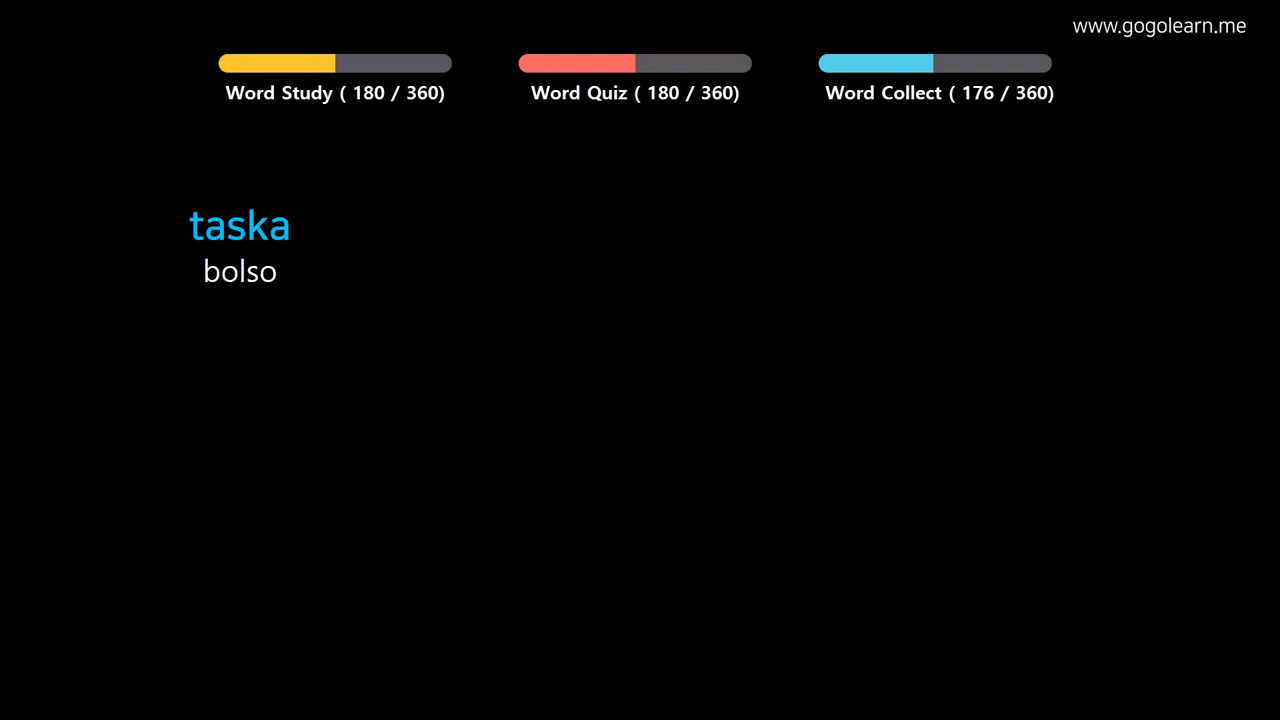 www.gogolearn.me
Word Study ( 180 / 360)
Word Quiz ( 180 / 360)
Word Collect ( 176 / 360)
taska
bolso